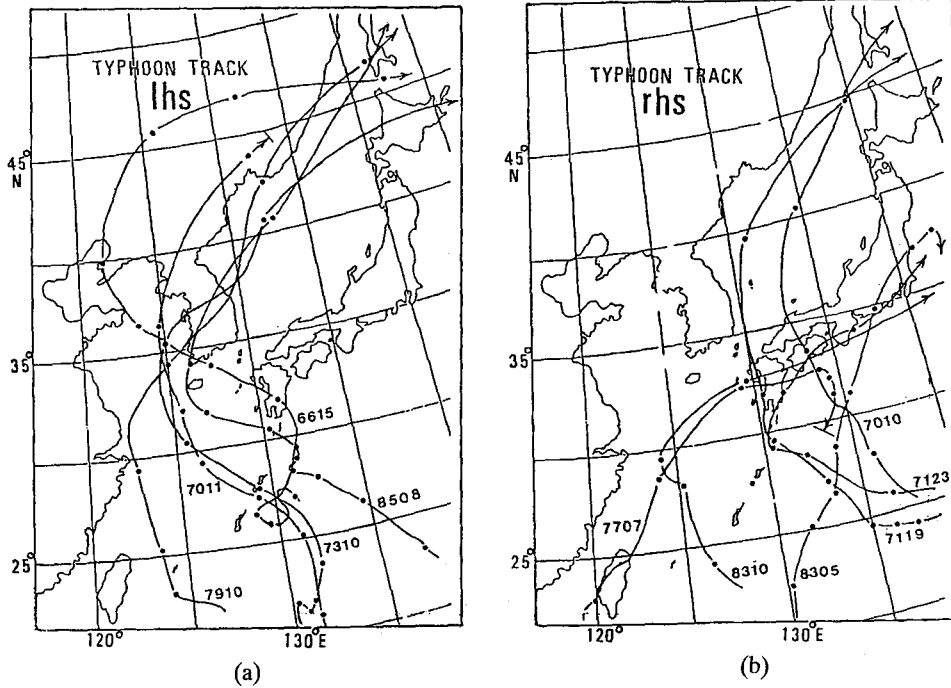 TYPHOON TRACK
lhs
45°
N
35°
25°
120°
130°E
6615
7011
8508
7310
7910
(a)
TYPHOON TRACK
rhs
45°
N
35°
25°
120°
130°E
7010
7123
7119
7707
8310
8305
(b)